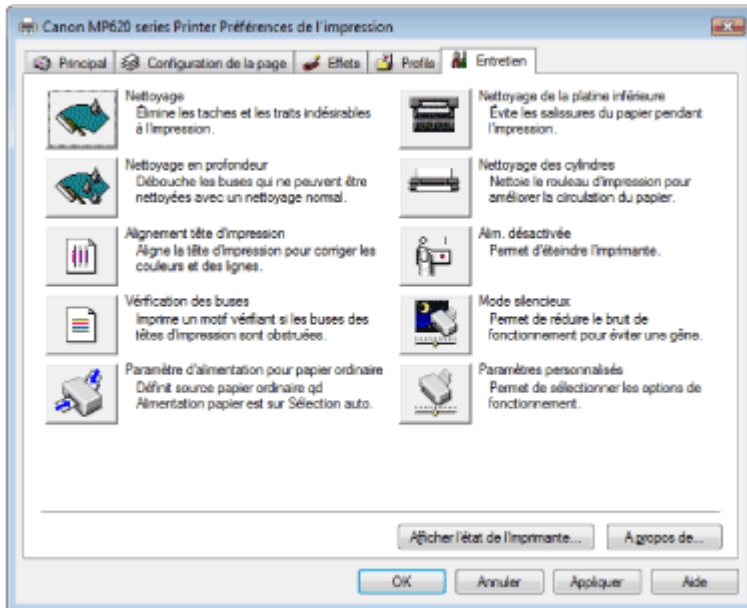 Canon MP620 series Printer Préférences de l'impression
Principal
Configuration de la page
Effets
Profils
Entretien
Nettoyage
Élimine les taches et les traits indésirables
à l'impression.
Nettoyage en profondeur
Débouche les buses qui ne peuvent être
nettoyées avec un nettoyage normal.
Alignement tête d'impression
Aligne la tête d'impression pour corriger les
couleurs et des lignes.
Vérification des buses
Imprime un motif vérifiant si les buses des
têtes d'impression sont obstruées.
Paramètre d'alimentation pour papier ordinaire
Définit source papier ordinaire qd
Alimentation papier est sur Sélection auto.
Nettoyage de la platine inférieure
Évite les salissures du papier pendant
l'impression.
Nettoyage des cylindres
Nettoie le rouleau d'impression pour
améliorer la circulation du papier.
Alim. désactivée
Permet d'éteindre l'imprimante.
Mode silencieux
Permet de réduire le bruit de
fonctionnement pour éviter une gêne.
Paramètres personnalisés
Permet de sélectionner les options de
fonctionnement.
Afficher l'état de l'imprimante...
A propos de...
OK
Annuler
Appliquer
Aide